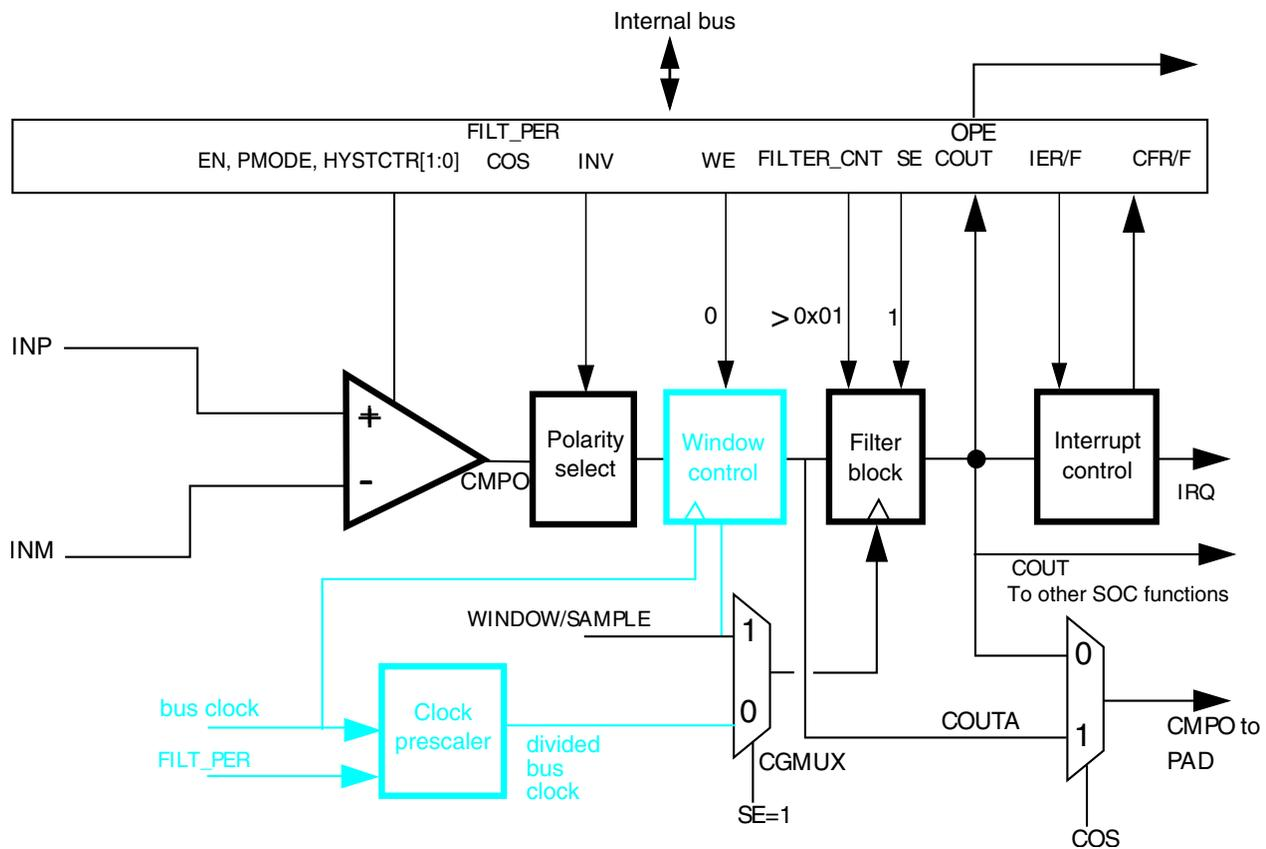 Internal bus
FILT_PER
OPE
EN, PMODE, HYSTCTR[1:0]
COS
INV
WE
FILTER_CNT
SE
COUT
IER/F
CFR/F
0
> 0x01
1
INP
+
-
INM
CMPO
Polarity
select
Window
control
Filter
block
Interrupt
control
IRQ
COUT
To other SOC functions
WINDOW/SAMPLE
1
0
0
1
bus clock
FILT_PER
Clock
prescaler
divided
bus
clock
CGMUX
SE=1
COUTA
CMPO to
PAD
COS